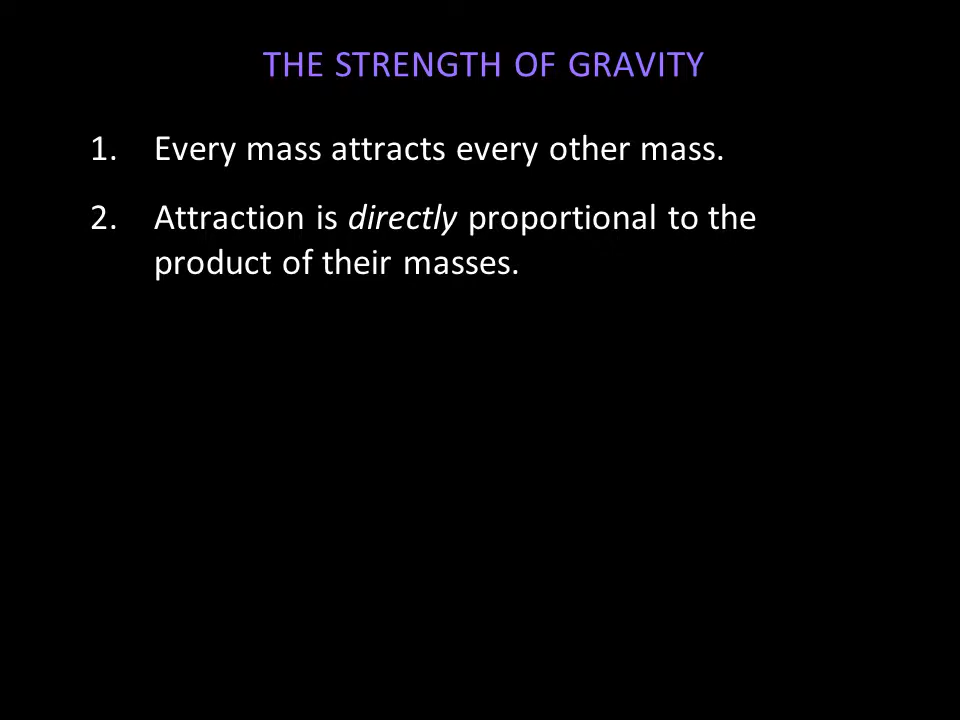 THE STRENGTH OF GRAVITY
1. Every mass attracts every other mass.
2. Attraction is directly proportional to the
product of their masses.